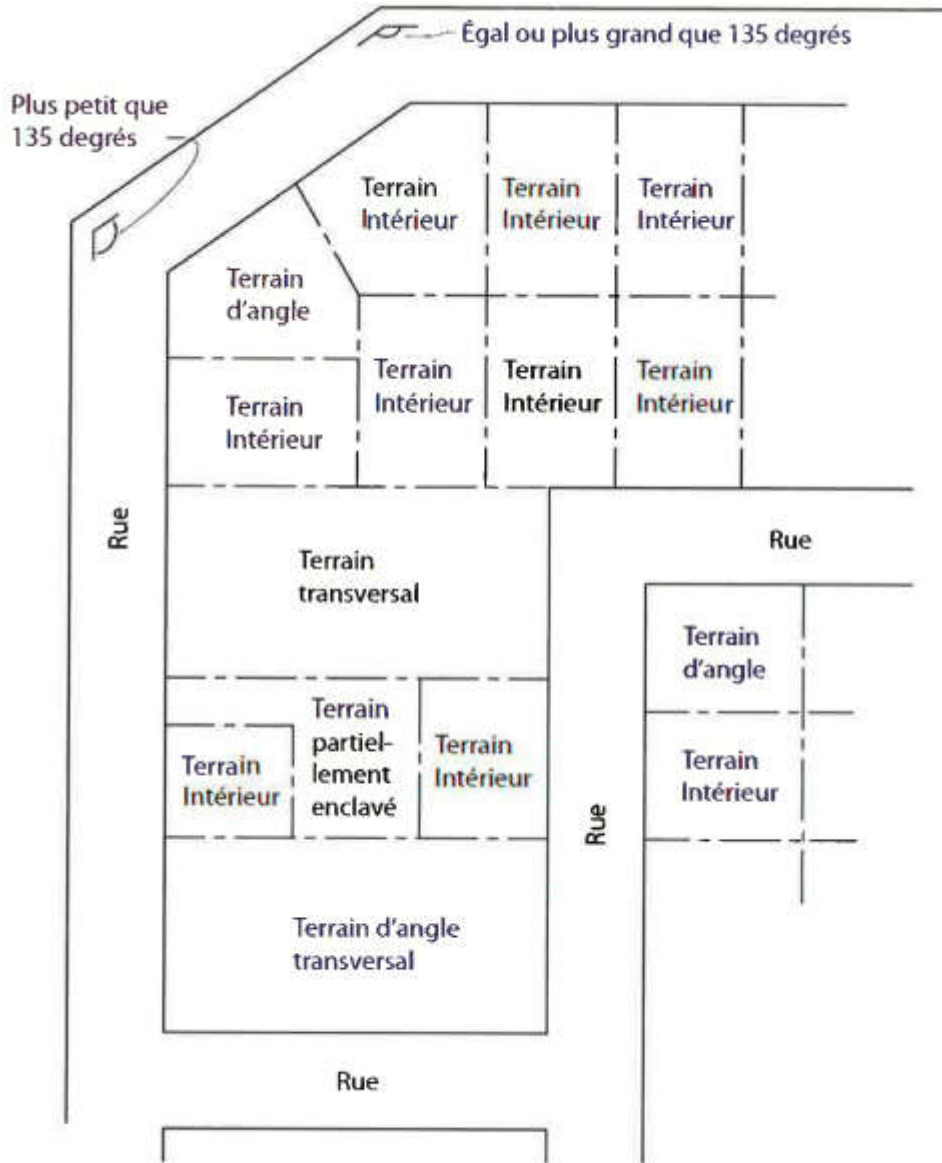 Égal ou plus grand que 135 degrés
Plus petit que
135 degrés
Terrain
Intérieur
Terrain
Intérieur
Terrain
Intérieur
Terrain
d'angle
Terrain
Intérieur
Terrain
Intérieur
Terrain
Intérieur
Terrain
Intérieur
Rue
Terrain
transversal
Rue
Terrain
d'angle
Terrain
partiel-
lement
enclavé
Terrain
Intérieur
Terrain
Intérieur
Terrain
Intérieur
Rue
Terrain d'angle
transversal
Rue